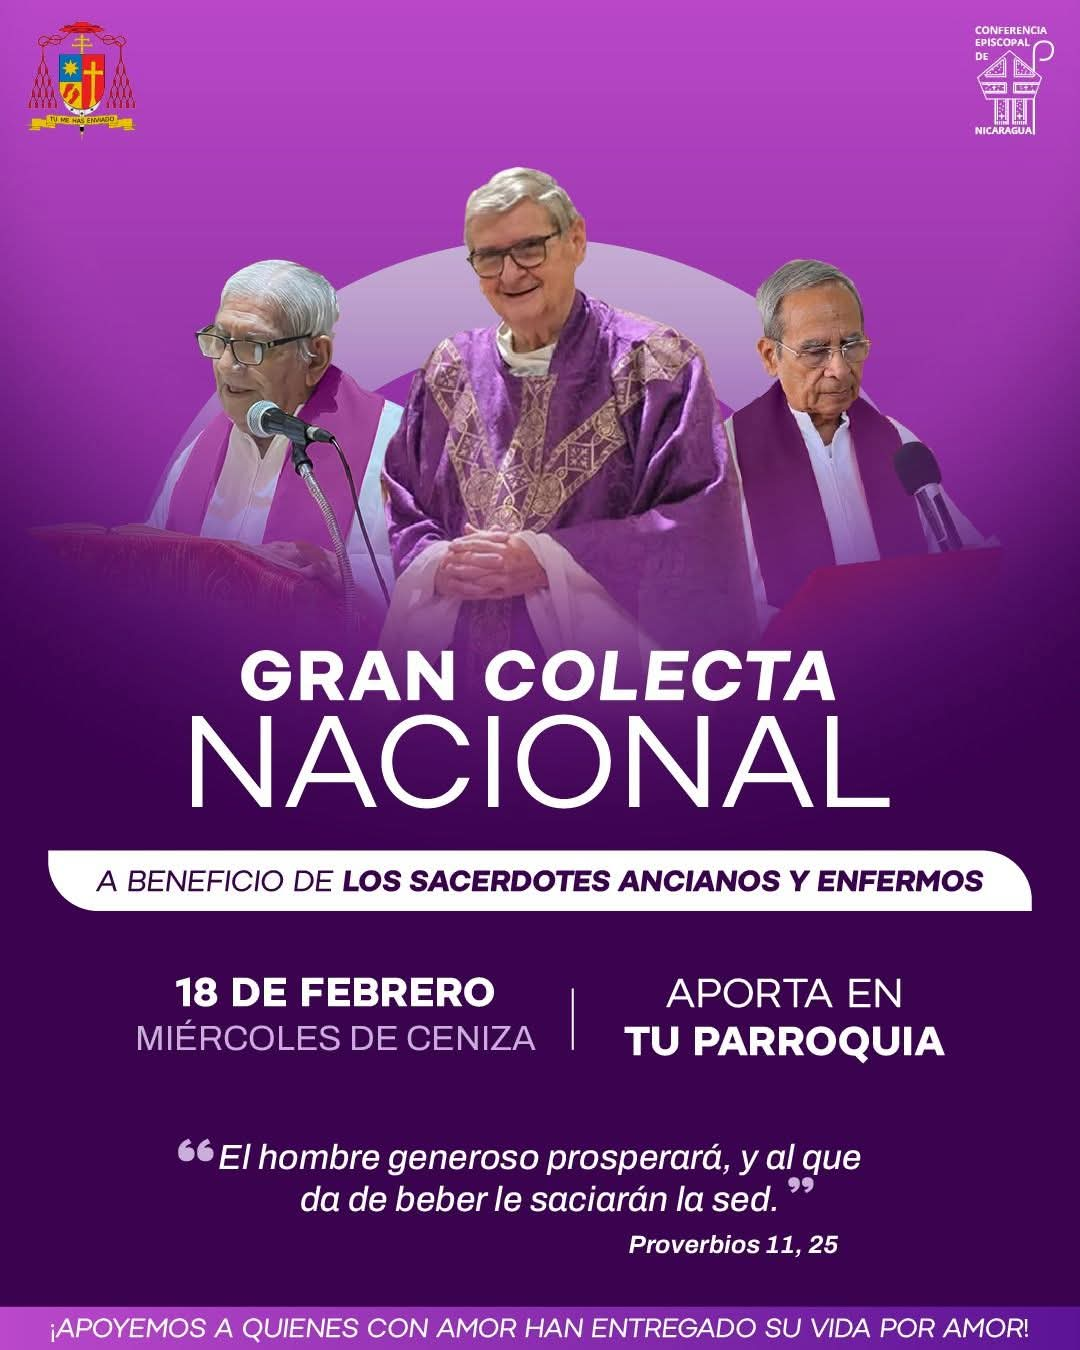 TU ME HAS ENVIADO
CONFERENCIA
EPISCOPAL
DE
NICARAGUA
GRAN COLECTA
NACIONAL
A BENEFICIO DE LOS SACERDOTES ANCIANOS Y ENFERMOS
18 DE FEBRERO
MIÉRCOLES DE CENIZA
APORTA EN
TU PARROQUIA
“El hombre generoso prosperará, y al que
da de beber le saciarán la sed.”
Proverbios 11, 25
¡APOYEMOS A QUIENES CON AMOR HAN ENTREGADO SU VIDA POR AMOR!